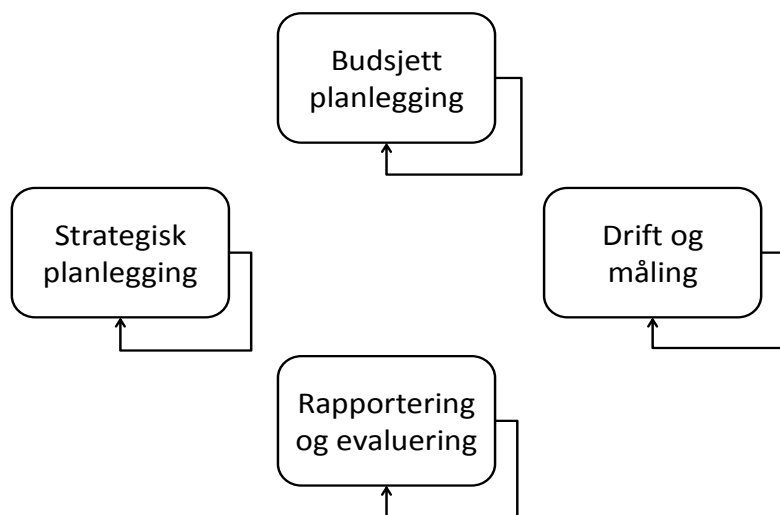 Budsjett
planlegging
Strategisk
planlegging
Drift og
måling
Rapportering
og evaluering